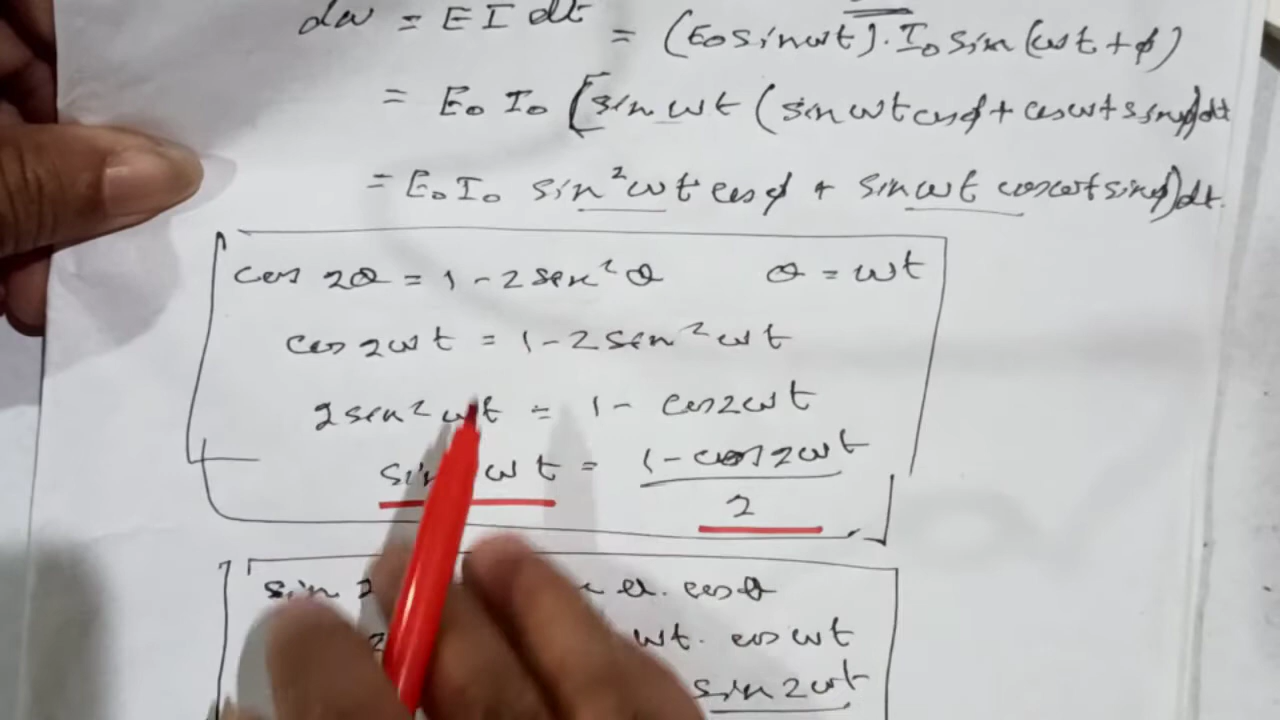 dw = EI dt = (E₀ sin ωt). I₀ sin (ωt + φ)
= E₀ I₀ [sin ωt (sin ωt cos φ + cos ωt sin φ)dt
= E₀ I₀ sin² ωt cos φ + sin ωt cos ωt sin φ)dt.
cos 2θ = 1 - 2 sin² θ θ = ωt
cos 2ωt = 1 - 2 sin² ωt
2 sin² ωt = 1 - cos 2ωt
sin ωt = 1 - cos 2ωt / 2
sin . cos θ
ωt. cos ωt
sin 2ωt